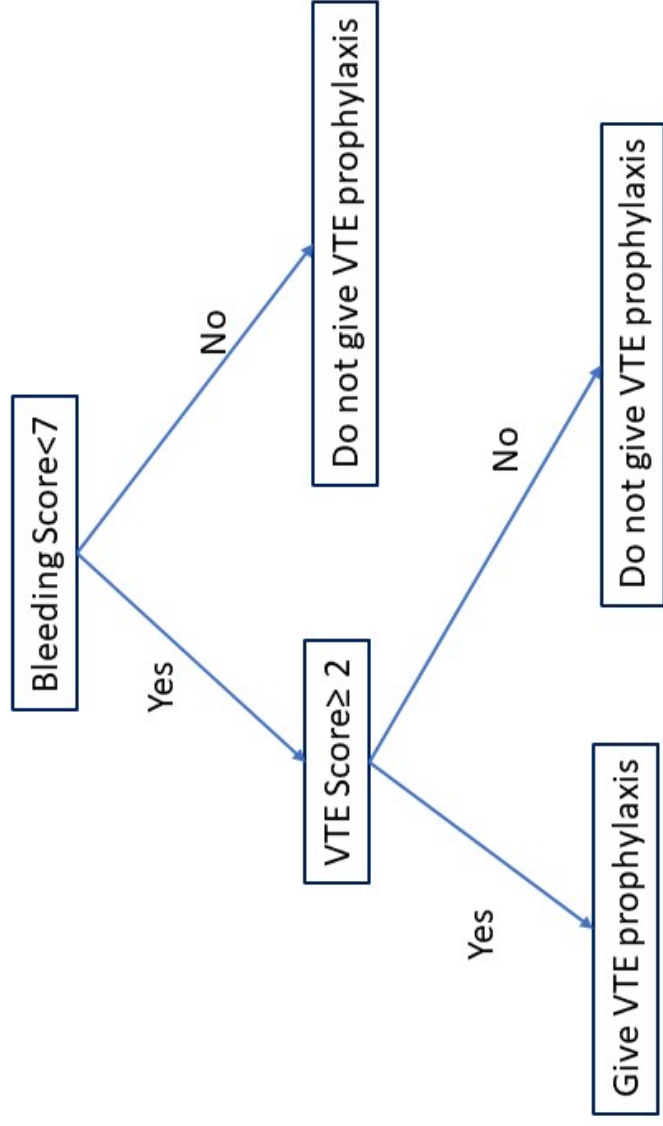 Bleeding Score<7
Yes
No
VTE Score≥ 2
Do not give VTE prophylaxis
Yes
No
Give VTE prophylaxis
Do not give VTE prophylaxis